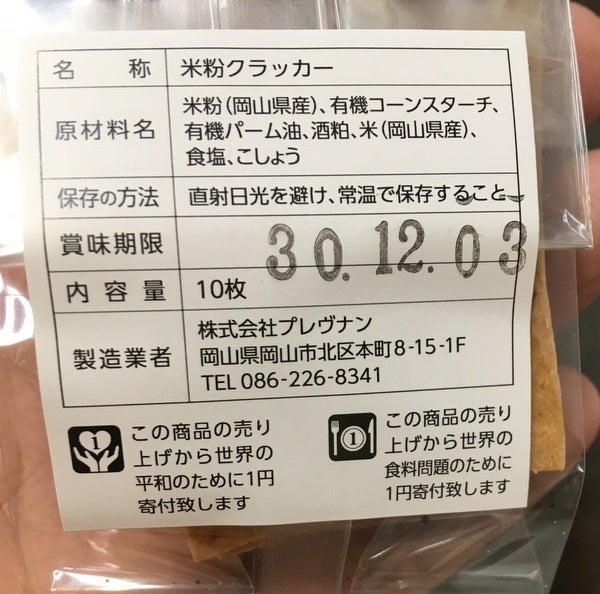 名称 米粉クラッカー
原材料名 米粉(岡山県産)、有機コーンスターチ、
有機パーム油、酒粕、米(岡山県産)、
食塩、こしょう
保存の方法 直射日光を避け、常温で保存すること
賞味期限 30.12.03
内容量 10枚
製造業者 株式会社プレヴナン
岡山県岡山市北区本町8-15-1F
TEL 086-226-8341
1
この商品の売り
上げから世界の
平和のために1円
寄付致します
1
この商品の売り
上げから世界の
食料問題のために
1円寄付致します